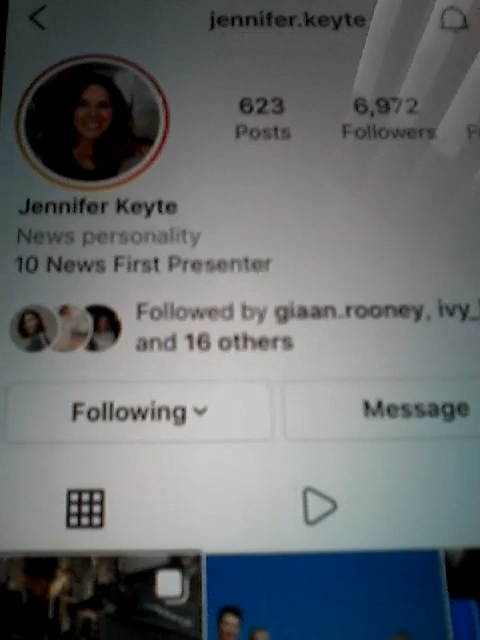 jennifer.keyte
623 6,972
Posts Followers F
Jennifer Keyte
News personality
10 News First Presenter
Followed by giaan.rooney, ivy_
and 16 others
Following Message